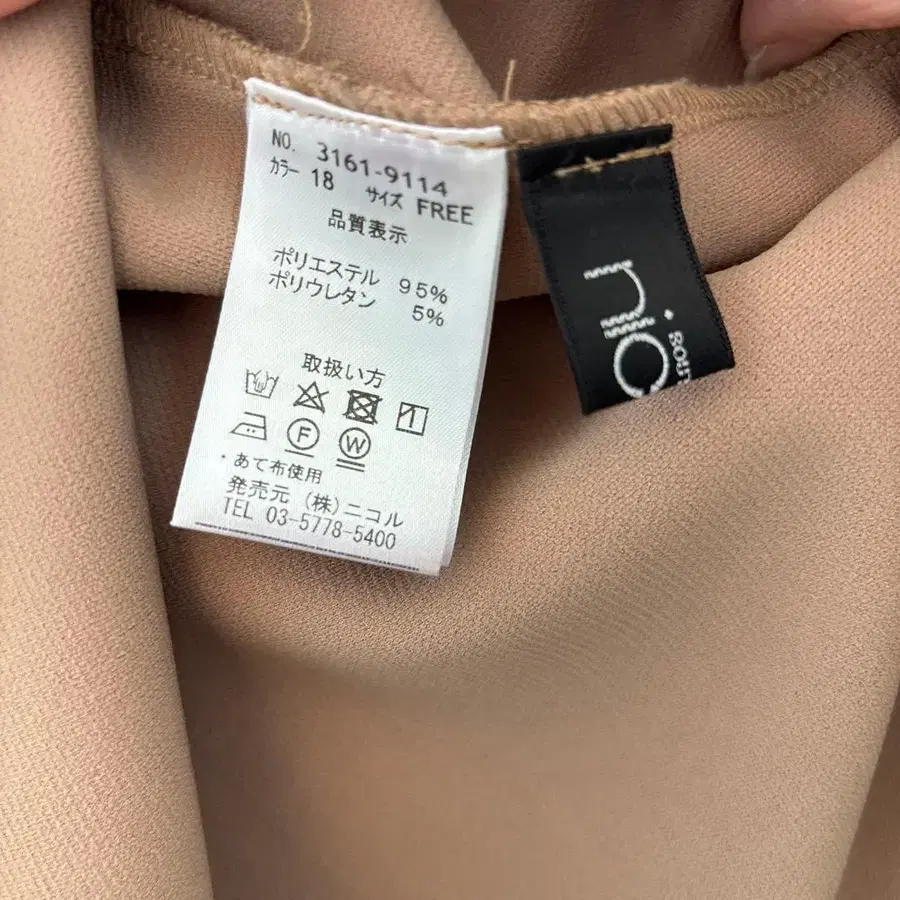 NO. 3161-9114
カラー 18 サイズ FREE
品質表示
ポリエステル 95%
ポリウレタン 5%
取扱い方
F W
・あて布使用
発売元 (株)ニコル
TEL 03-5778-5400
nic